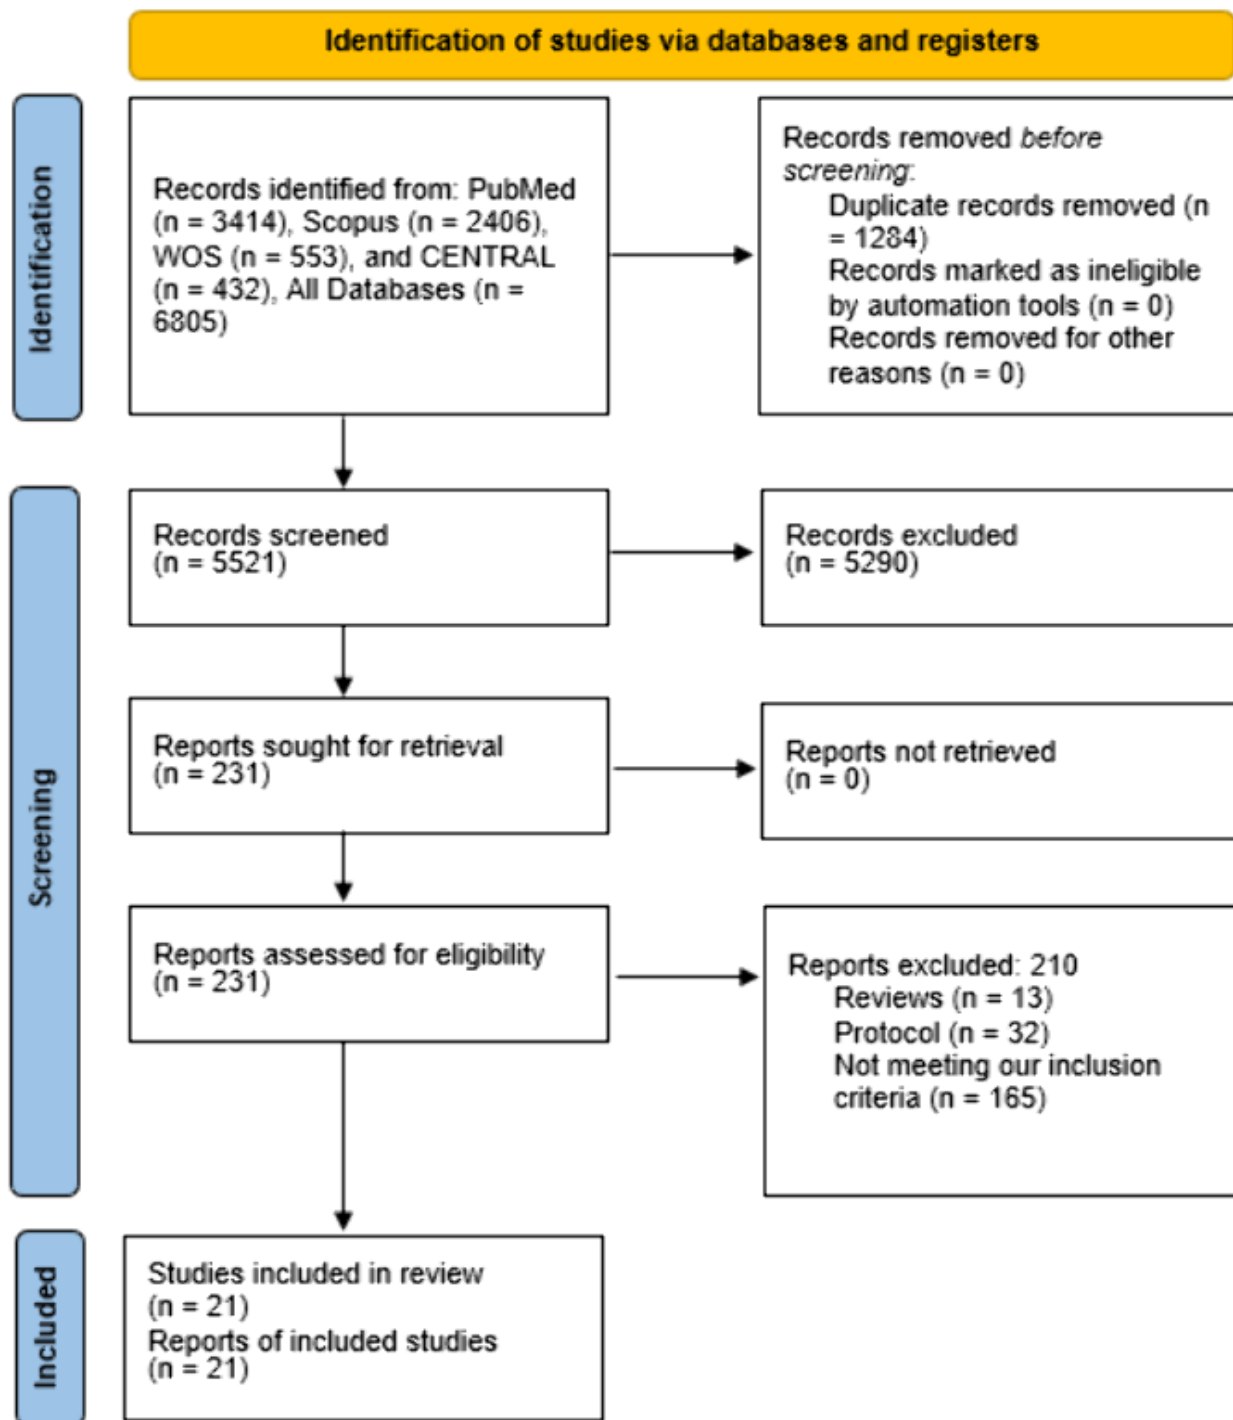 Identification of studies via databases and registers
Identification
Records identified from: PubMed
(n = 3414), Scopus (n = 2406),
WOS (n = 553), and CENTRAL
(n = 432), All Databases (n =
6805)
Records removed before
screening:
Duplicate records removed (n
= 1284)
Records marked as ineligible
by automation tools (n = 0)
Records removed for other
reasons (n = 0)
Screening
Records screened
(n = 5521)
Records excluded
(n = 5290)
Reports sought for retrieval
(n = 231)
Reports not retrieved
(n = 0)
Reports assessed for eligibility
(n = 231)
Reports excluded: 210
Reviews (n = 13)
Protocol (n = 32)
Not meeting our inclusion
criteria (n = 165)
Included
Studies included in review
(n = 21)
Reports of included studies
(n = 21)